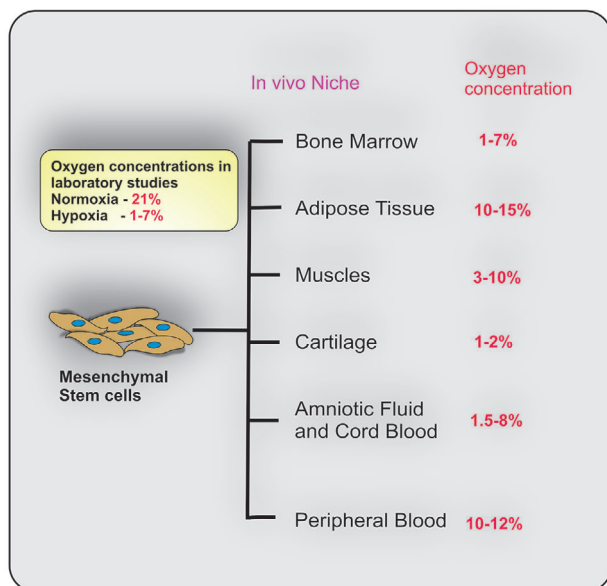 In vivo Niche
Oxygen
concentration
Oxygen concentrations in
laboratory studies
Normoxia - 21%
Hypoxia - 1-7%
Mesenchymal
Stem cells
Bone Marrow 1-7%
Adipose Tissue 10-15%
Muscles 3-10%
Cartilage 1-2%
Amniotic Fluid
and Cord Blood 1.5-8%
Peripheral Blood 10-12%